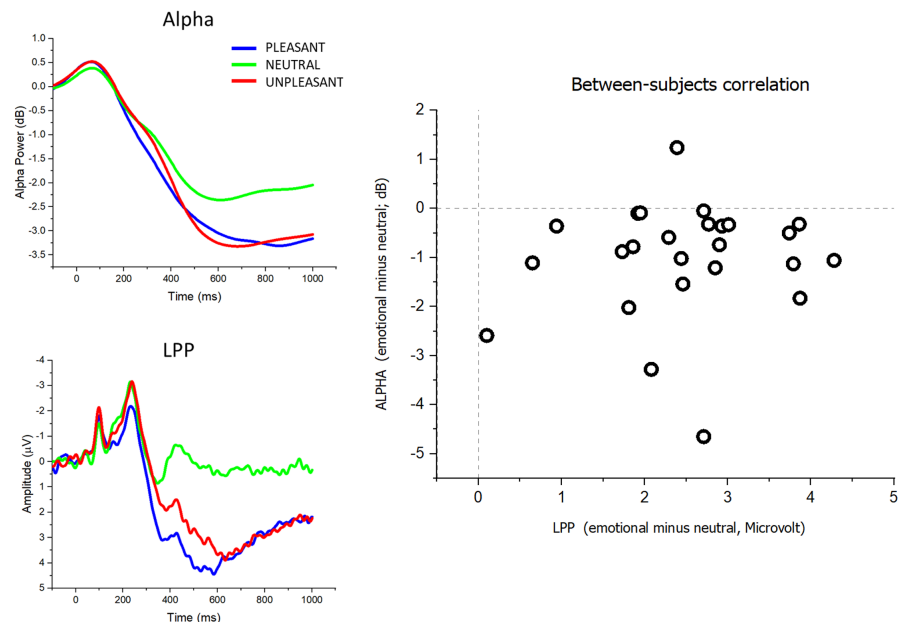 Alpha
1.0
0.5
0.0
-0.5
-1.0
-1.5
-2.0
-2.5
-3.0
-3.5
Alpha Power (dB)
PLEASANT
NEUTRAL
UNPLEASANT
0 200 400 600 800 1000
Time (ms)
LPP
-4
-3
-2
-1
0
1
2
3
4
5
Amplitude (µV)
0 200 400 600 800 1000
Time (ms)
Between-subjects correlation
2
1
0
-1
-2
-3
-4
-5
ALPHA (emotional minus neutral; dB)
0 1 2 3 4 5
LPP (emotional minus neutral, Microvolt)